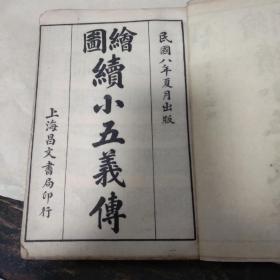 民國八年夏月出版
繪圖
續小五義傳
上海昌文書局印行